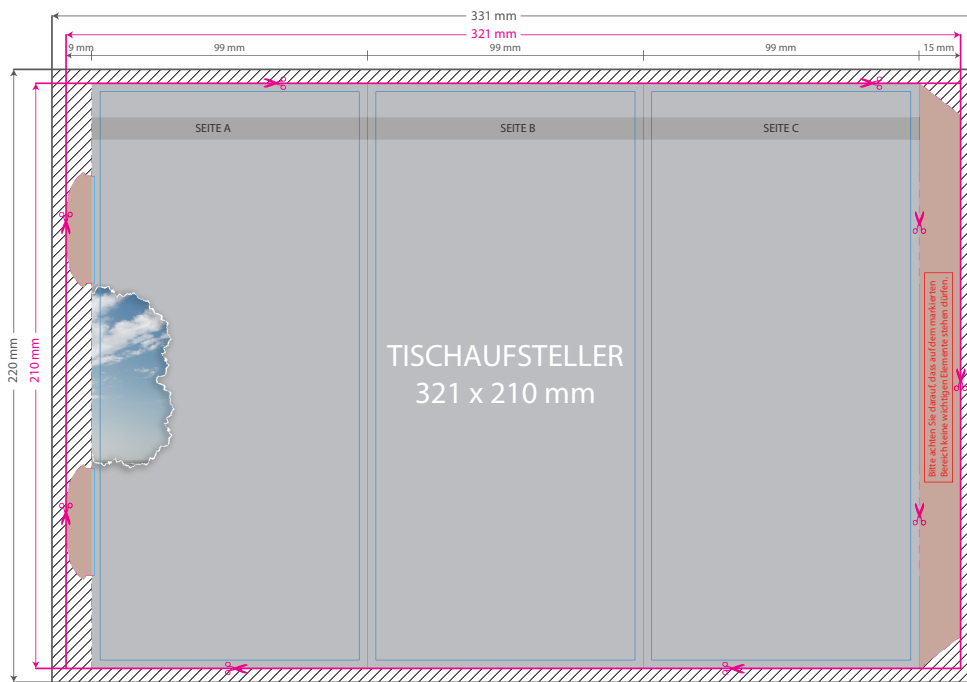 331 mm
321 mm
9 mm
99 mm
99 mm
99 mm
15 mm
SEITE A
SEITE B
SEITE C
220 mm
210 mm
TISCHAUFSTELLER
321 x 210 mm
Bitte achten Sie darauf, dass auf dem markierten
Bereich keine wichtigen Elemente stehen dürfen.